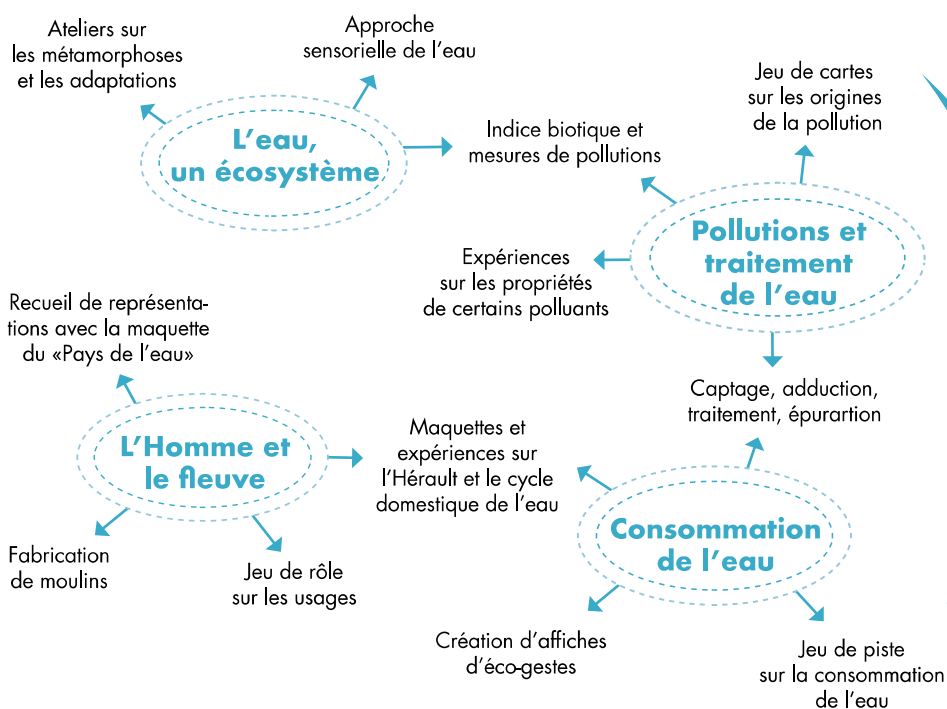 Ateliers sur
les métamorphoses
et les adaptations
Approche
sensorielle de l'eau
L'eau,
un écosystème
Indice biotique et
mesures de pollutions
Jeu de cartes
sur les origines
de la pollution
Pollutions et
traitement
de l'eau
Expériences
sur les propriétés
de certains polluants
Captage, adduction,
traitement, épurartion
Recueil de représenta-
tions avec la maquette
du «Pays de l'eau»
L'Homme et
le fleuve
Maquettes et
expériences sur
l'Hérault et le cycle
domestique de l'eau
Fabrication
de moulins
Jeu de rôle
sur les usages
Consommation
de l'eau
Création d'affiches
d'éco-gestes
Jeu de piste
sur la consommation
de l'eau